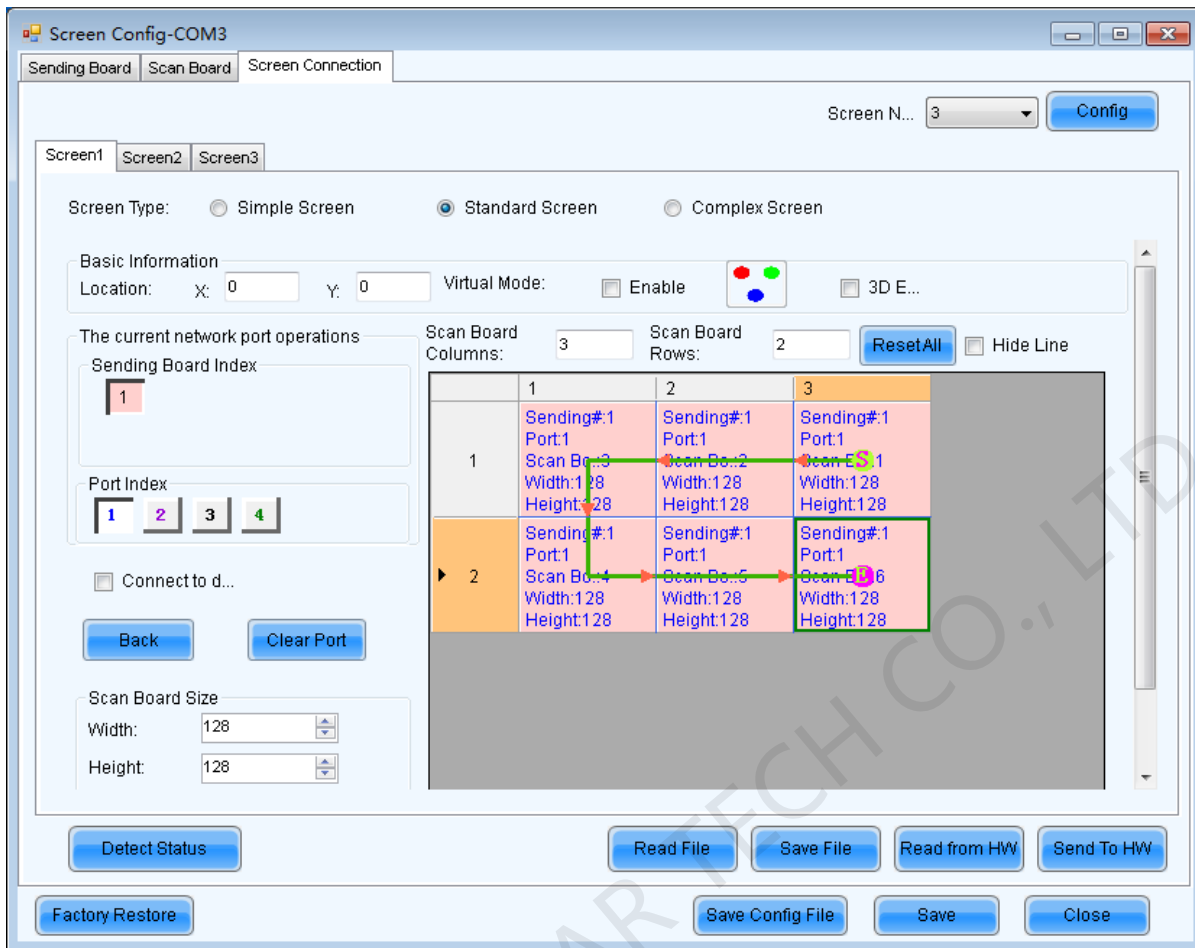 Screen Config-COM3
Sending Board Scan Board Screen Connection
Screen N... 3 Config
Screen1 Screen2 Screen3
Screen Type: Simple Screen Standard Screen Complex Screen
Basic Information
Location: X: 0 Y: 0 Virtual Mode: Enable 3D E...
The current network port operations
Sending Board Index
1
Port Index
1 2 3 4
Connect to d...
Back Clear Port
Scan Board Size
Width: 128
Height: 128
Scan Board Columns: 3 Scan Board Rows: 2 ResetAll Hide Line
1 2 3
1
Sending#:1 Sending#:1 Sending#:1
Port:1 Port:1 Port:1
Scan Bo..:3 Scan Bo..:2 Scan B S :1
Width:128 Width:128 Width:128
Height:128 Height:128 Height:128
2
Sending#:1 Sending#:1 Sending#:1
Port:1 Port:1 Port:1
Scan Bo..:4 Scan Bo..:5 Scan B E :6
Width:128 Width:128 Width:128
Height:128 Height:128 Height:128
Detect Status Read File Save File Read from HW Send To HW
Factory Restore Save Config File Save Close
TECH CO., LTD